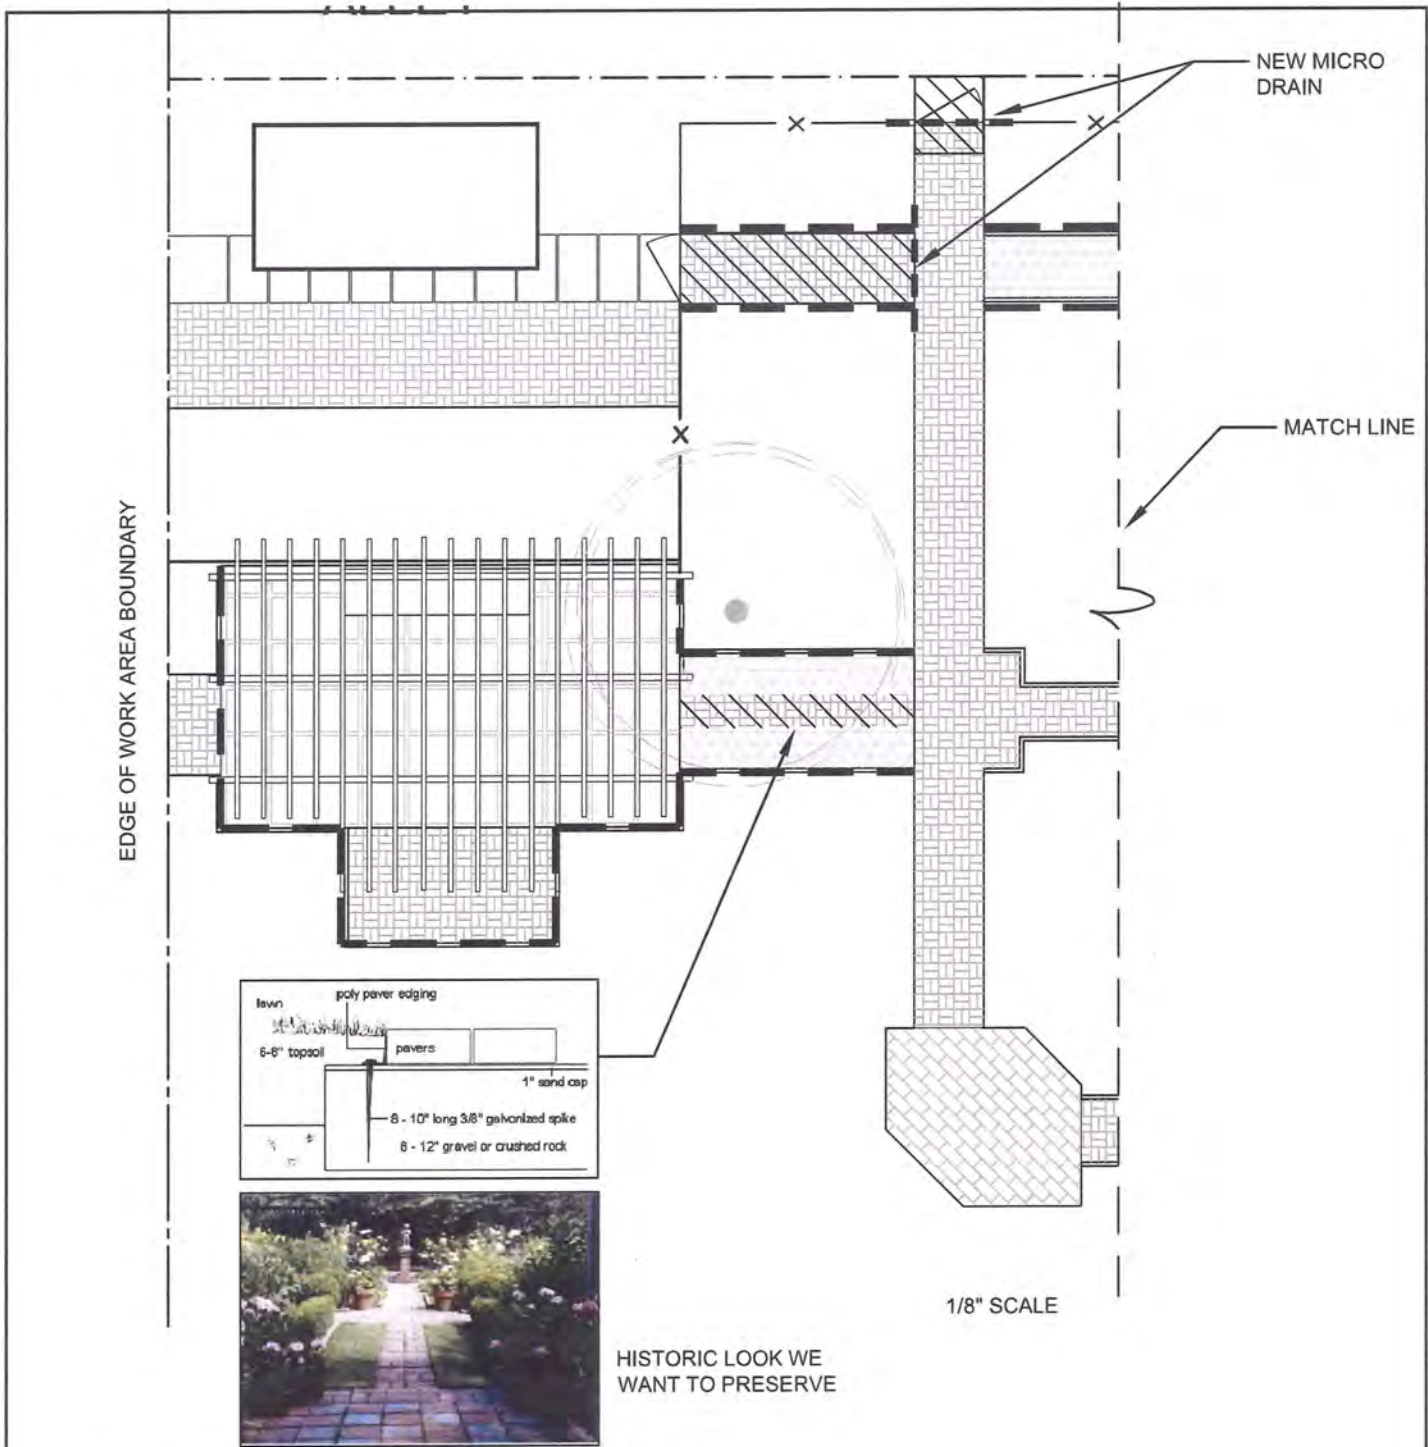 NEW MICRO
DRAIN
MATCH LINE
EDGE OF WORK AREA BOUNDARY
lawn
poly paver edging
6-8" topsoil
pavers
1" sand cap
8 - 10" long 3/8" galvanized spike
8 - 12" gravel or crushed rock
1/8" SCALE
HISTORIC LOOK WE
WANT TO PRESERVE